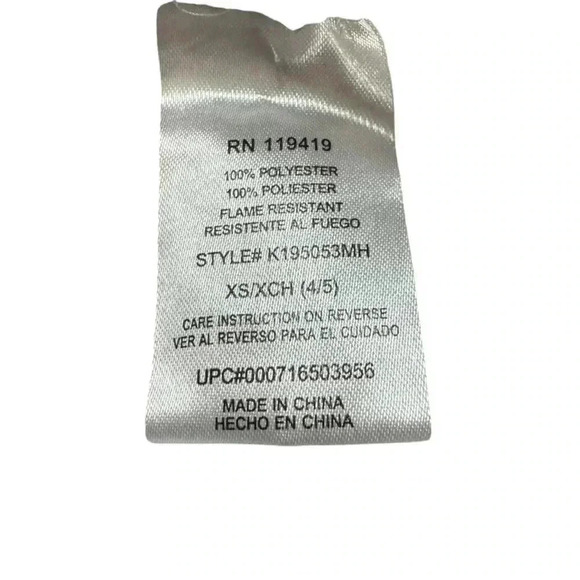 RN 119419
100% POLYESTER
100% POLIESTER
FLAME RESISTANT
RESISTENTE AL FUEGO
STYLE# K195053MH
XS/XCH (4/5)
CARE INSTRUCTION ON REVERSE
VER AL REVERSO PARA EL CUIDADO
UPC#000716503956
MADE IN CHINA
HECHO EN CHINA